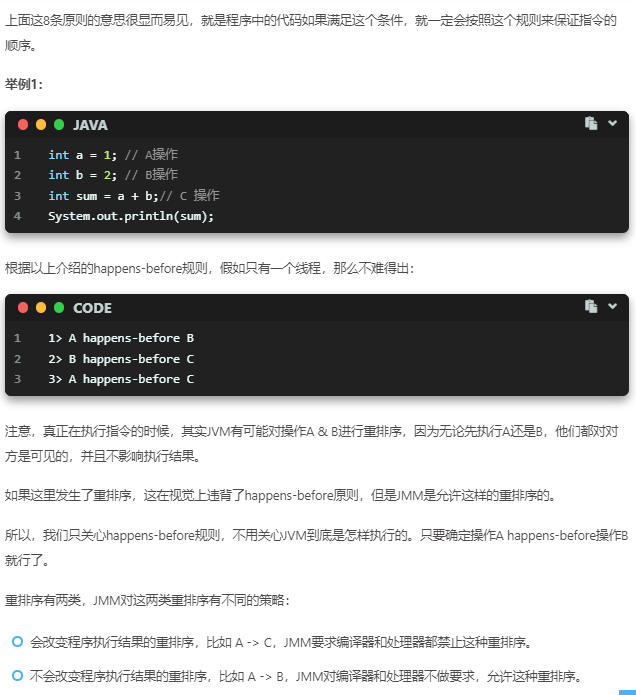 上面这8条原则的意思很显而易见，就是程序中的代码如果满足这个条件，就一定会按照这个规则来保证指令的
顺序。
举例1：
JAVA
1 int a = 1; // A操作
2 int b = 2; // B操作
3 int sum = a + b;// C 操作
4 System.out.println(sum);
根据以上介绍的happens-before规则，假如只有一个线程，那么不难得出：
CODE
1 1> A happens-before B
2 2> B happens-before C
3 3> A happens-before C
注意，真正在执行指令的时候，其实JVM有可能对操作A & B进行重排序，因为无论先执行A还是B，他们都对对
方是可见的，并且不影响执行结果。
如果这里发生了重排序，这在视觉上违背了happens-before原则，但是JMM是允许这样的重排序的。
所以，我们只关心happens-before规则，不用关心JVM到底是怎样执行的。只要确定操作A happens-before操作B
就行了。
重排序有两类，JMM对这两类重排序有不同的策略：
会改变程序执行结果的重排序，比如 A -> C，JMM要求编译器和处理器都禁止这种重排序。
不会改变程序执行结果的重排序，比如 A -> B，JMM对编译器和处理器不做要求，允许这种重排序。